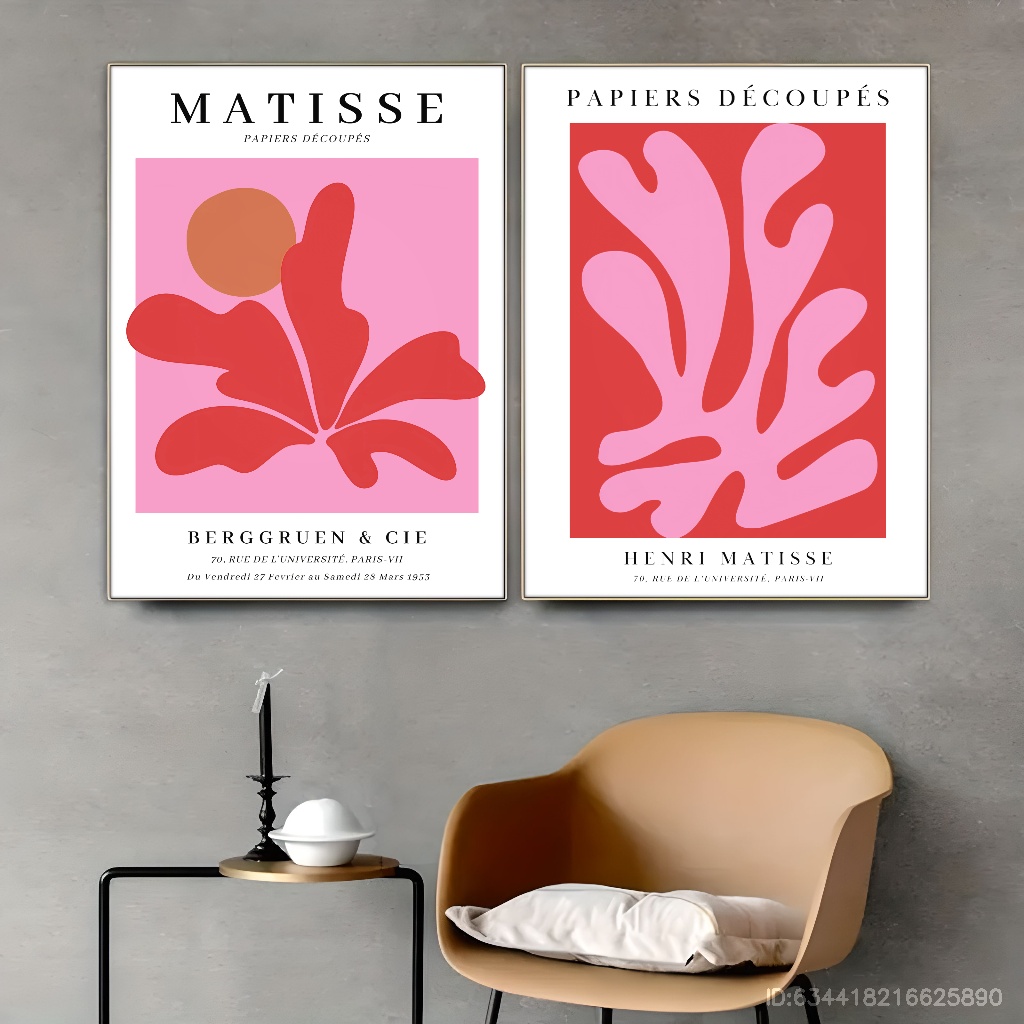 MATISSE
PAPIERS DÉCOUPÉS
BERGGRUEN & CIE
70, RUE DE L'UNIVERSITÉ, PARIS-VII
Du Vendredi 27 Fevrier au Samedi 28 Mars 1953
PAPIERS DÉCOUPÉS
HENRI MATISSE
70, RUE DE L'UNIVERSITÉ, PARIS-VII
ID:634418216625890